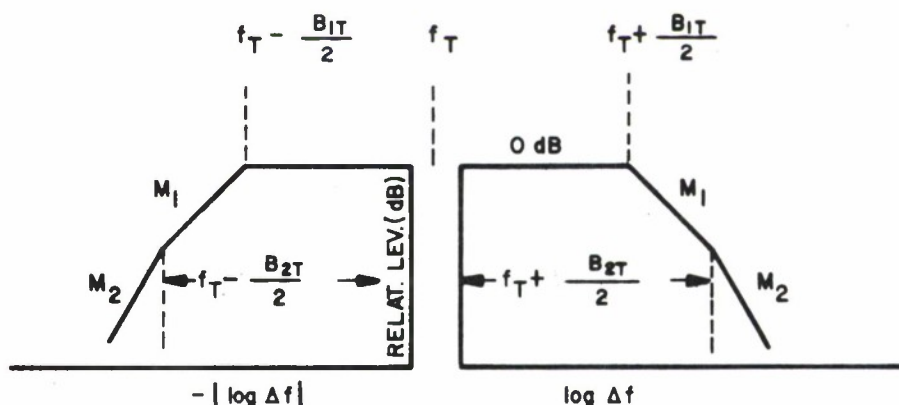 f_T - B_1T/2
f_T
f_T + B_1T/2
0 dB
M_1
M_1
RELAT. LEV. (dB)
M_2
f_T - B_2T/2
f_T + B_2T/2
M_2
-|log Δf|
log Δf